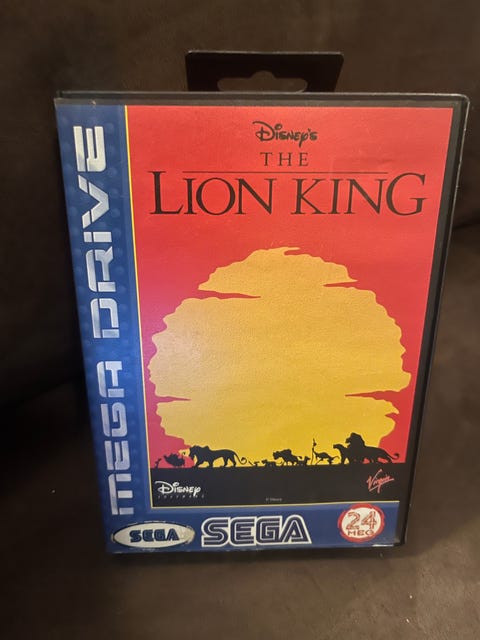 MEGA DRIVE
Disney's
THE
LION KING
Disney
Virgin
SEGA
SEGA
24
MEG